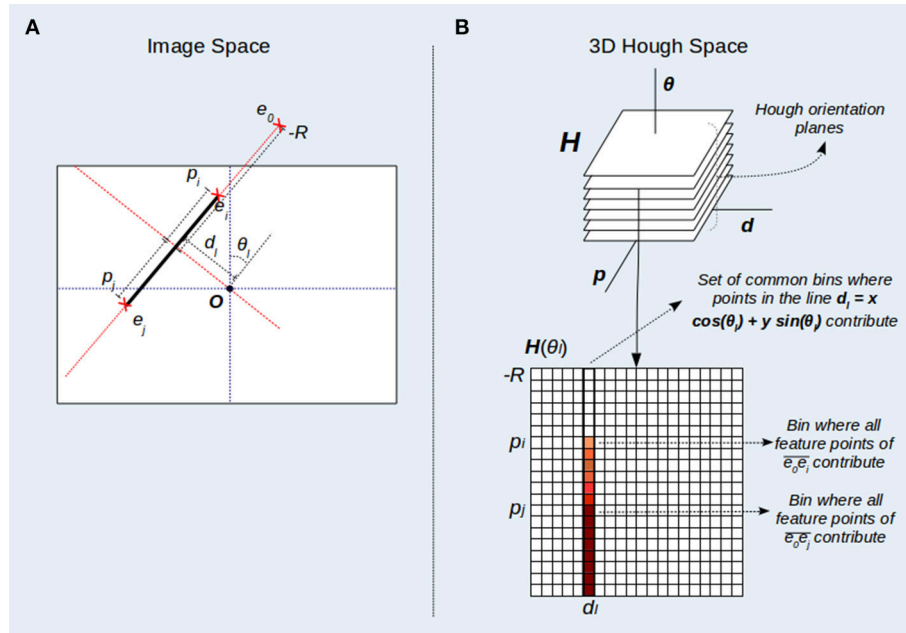 A
Image Space
e₀
-R
pᵢ
eᵢ
dₗ
θₗ
pⱼ
eⱼ
O
B
3D Hough Space
θ
H
Hough orientation
planes
d
p
Set of common bins where
points in the line dₗ = x
cos(θₗ) + y sin(θₗ) contribute
H(θₗ)
-R
pᵢ
pⱼ
dₗ
Bin where all
feature points of
e₀eᵢ contribute
Bin where all
feature points of
e₀eⱼ contribute